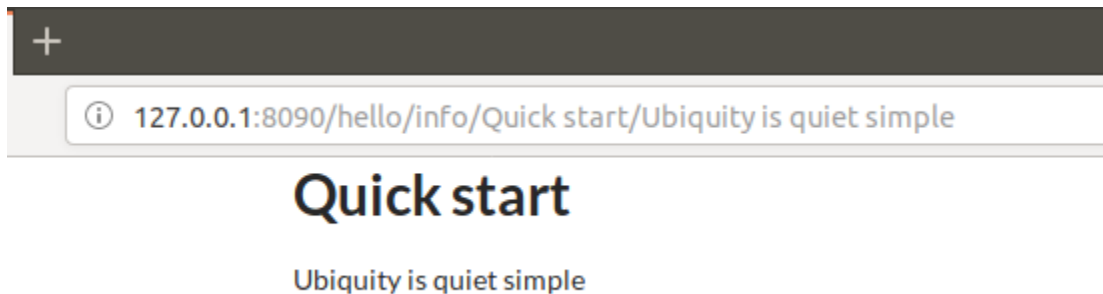 127.0.0.1:8090/hello/info/Quick start/Ubiquity is quiet simple
Quick start
Ubiquity is quiet simple